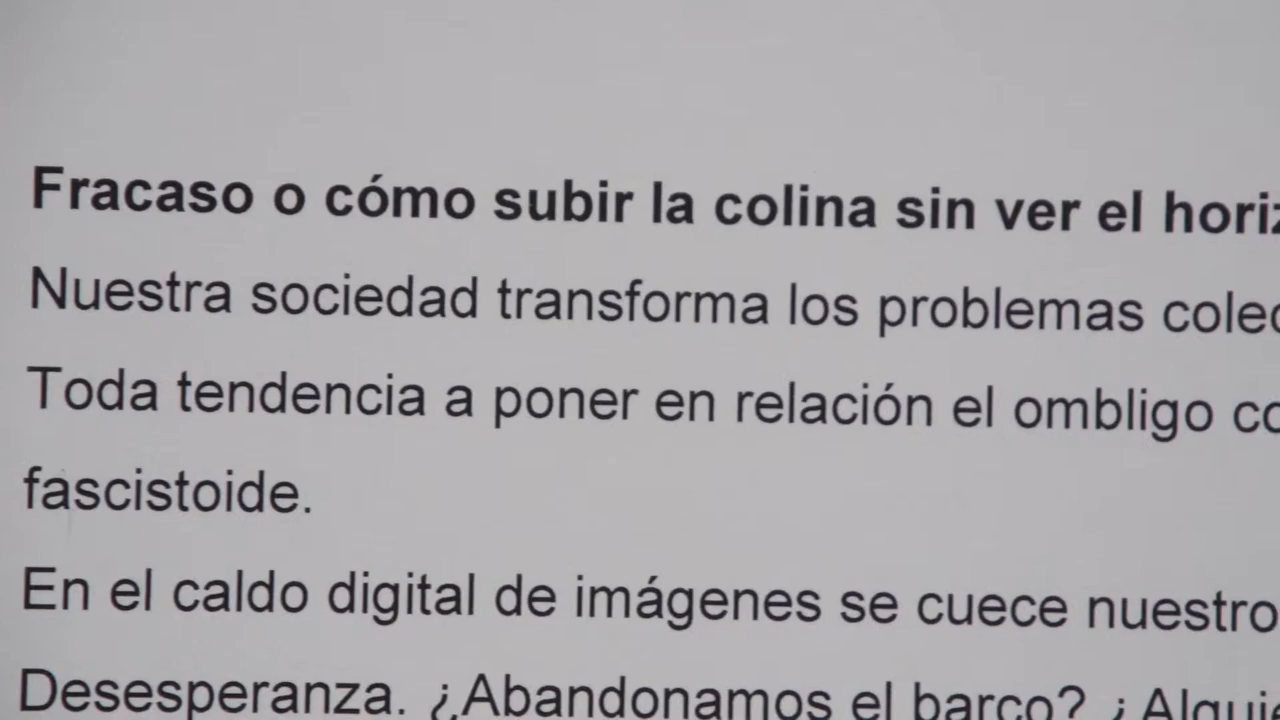 Fracaso o cómo subir la colina sin ver el
Nuestra sociedad transforma los problemas
Toda tendencia a poner en relación el ombligo
fascistoide.
En el caldo digital de imágenes se cuece nuestro
Desesperanza. ¿Abandonamos el barco?